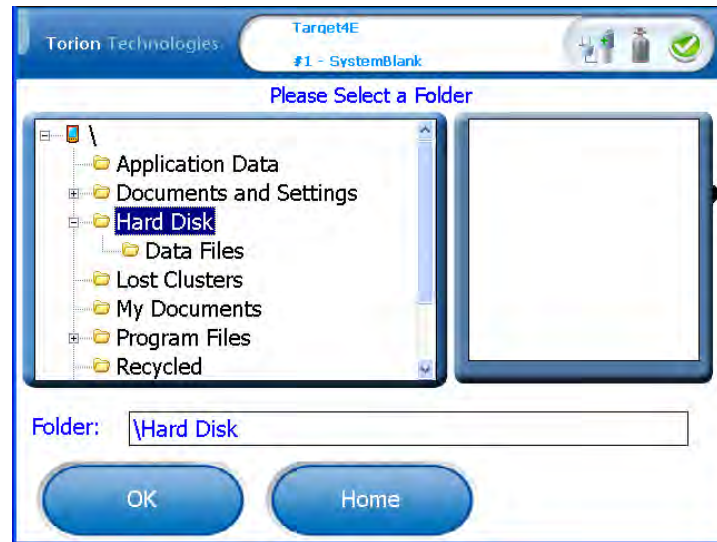 Torion Technologies
Target4E
#1 - SystemBlank
Please Select a Folder
\
Application Data
Documents and Settings
Hard Disk
Data Files
Lost Clusters
My Documents
Program Files
Recycled
Folder: \Hard Disk
OK Home